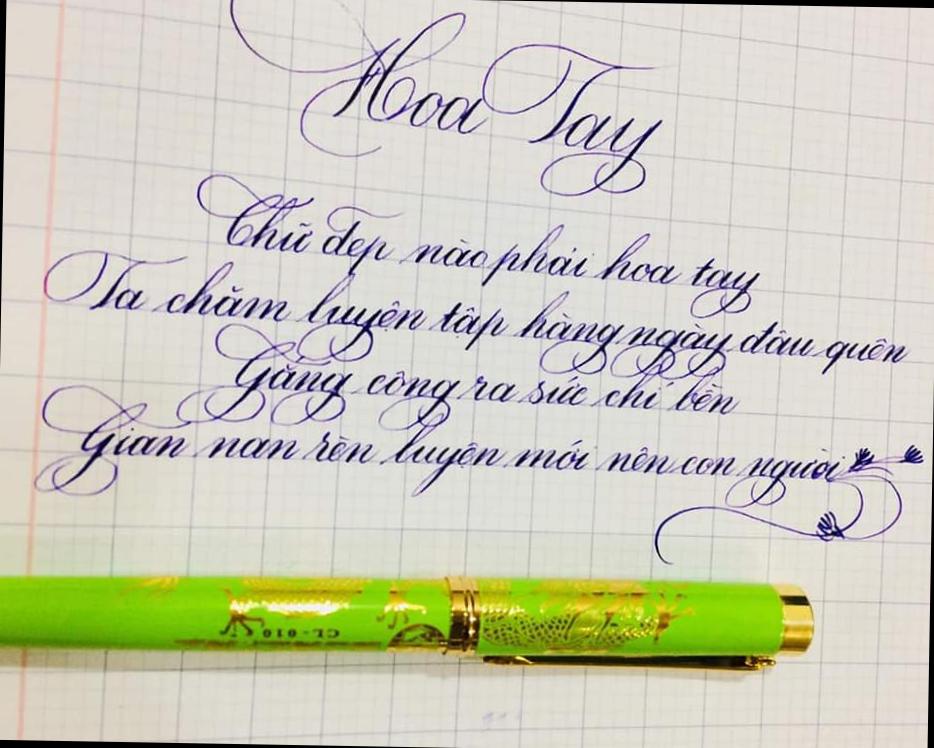 Hoa Tay
Chữ đẹp nào phải hoa tay
Ta chăm luyện tập hàng ngày đâu quên
Gắng công ra sức chí bền
Gian nan rèn luyện mới nên con người
CL-010